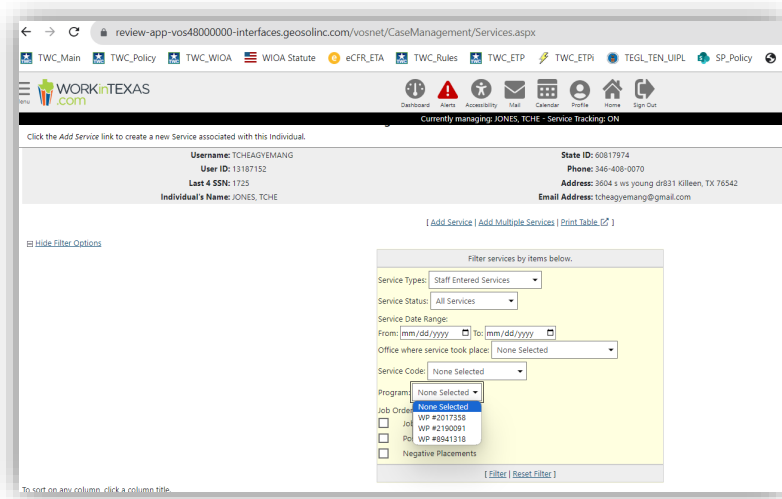 review-app-vos48000000-interfaces.geosolinc.com/vosnet/CaseManagement/Services.aspx
TWC_Main TWC_Policy TWC_WIOA WIOA Statute eCFR_ETA TWC_Rules TWC_ETP TWC_ETPi TEGL_TEN_UIPL SP_Policy
Menu WORKINTEXAS .com Dashboard Alerts Accessibility Mail Calendar Profile Home Sign Out
Currently managing: JONES, TCHE - Service Tracking: ON
Click the Add Service link to create a new Service associated with this Individual.
Username: TCHEAGYEMANG State ID: 60817974
User ID: 13187152 Phone: 346-408-0070
Last 4 SSN: 1725 Address: 3604 s ws young dr831 Killeen, TX 76542
Individual's Name: JONES, TCHE Email Address: tcheagyemang@gmail.com
[ Add Service | Add Multiple Services | Print Table ]
Hide Filter Options
Filter services by items below.
Service Types: Staff Entered Services
Service Status: All Services
Service Date Range:
From: mm/dd/yyyy To: mm/dd/yyyy
Office where service took place: None Selected
Service Code: None Selected
Program: None Selected
None Selected
Job Order
WP #2017358
WP #2190091
WP #8941318
Negative Placements
[ Filter | Reset Filter ]
To sort on any column, click a column title.